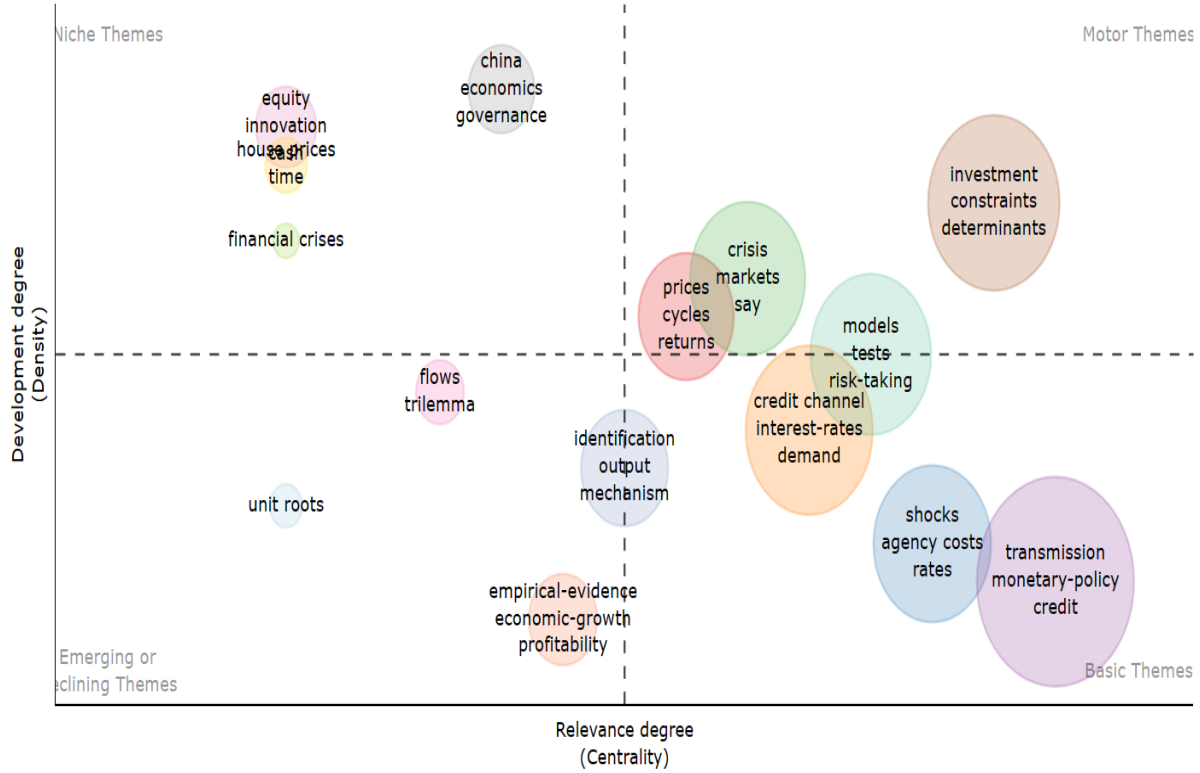 Niche Themes
Motor Themes
china
economics
governance
equity
innovation
house prices
cash
time
financial crises
investment
constraints
determinants
crisis
markets
say
prices
cycles
returns
models
tests
risk-taking
flows
trilemma
credit channel
interest-rates
demand
identification
output
mechanism
unit roots
shocks
agency costs
rates
transmission
monetary-policy
credit
empirical-evidence
economic-growth
profitability
Emerging or
eclining Themes
Basic Themes
Development degree
(Density)
Relevance degree
(Centrality)